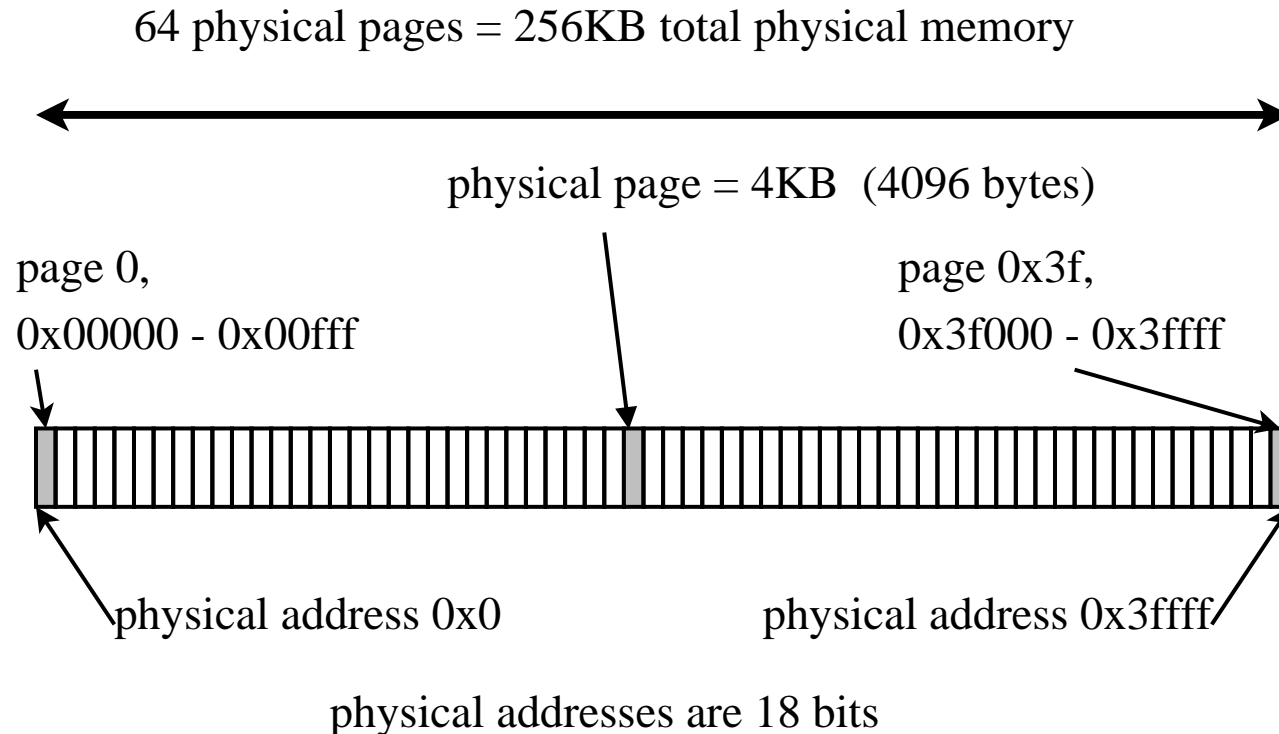 64 physical pages = 256KB total physical memory
physical page = 4KB (4096 bytes)
page 0,
0x00000 - 0x00fff
page 0x3f,
0x3f000 - 0x3ffff
physical address 0x0
physical address 0x3ffff
physical addresses are 18 bits